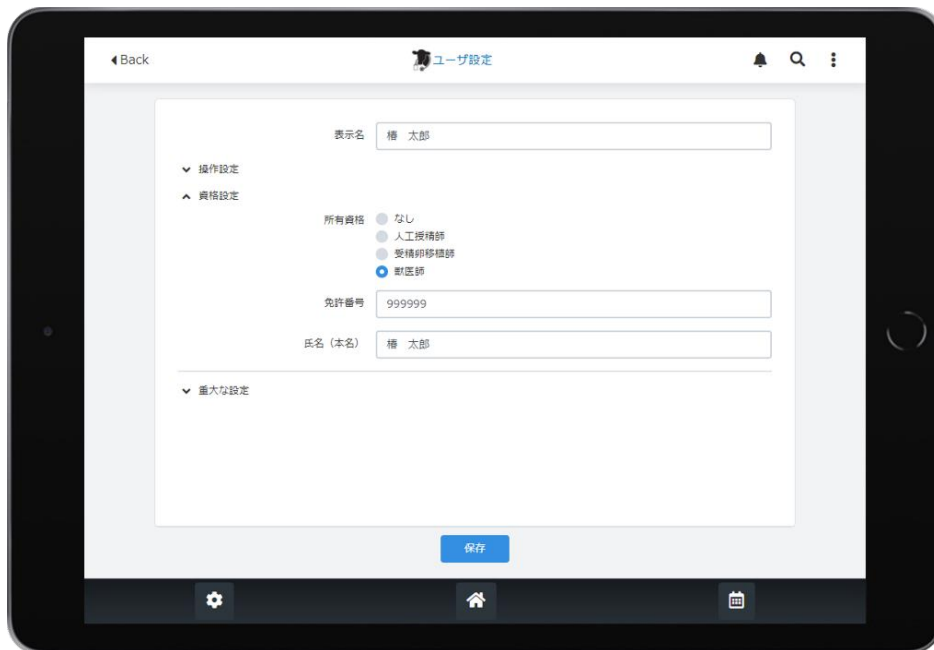 Back
ユーザ設定
表示名 椿 太郎
操作設定
資格設定
所有資格 なし
人工授精師
受精卵移植師
獣医師
免許番号 999999
氏名（本名） 椿 太郎
重大な設定
保存